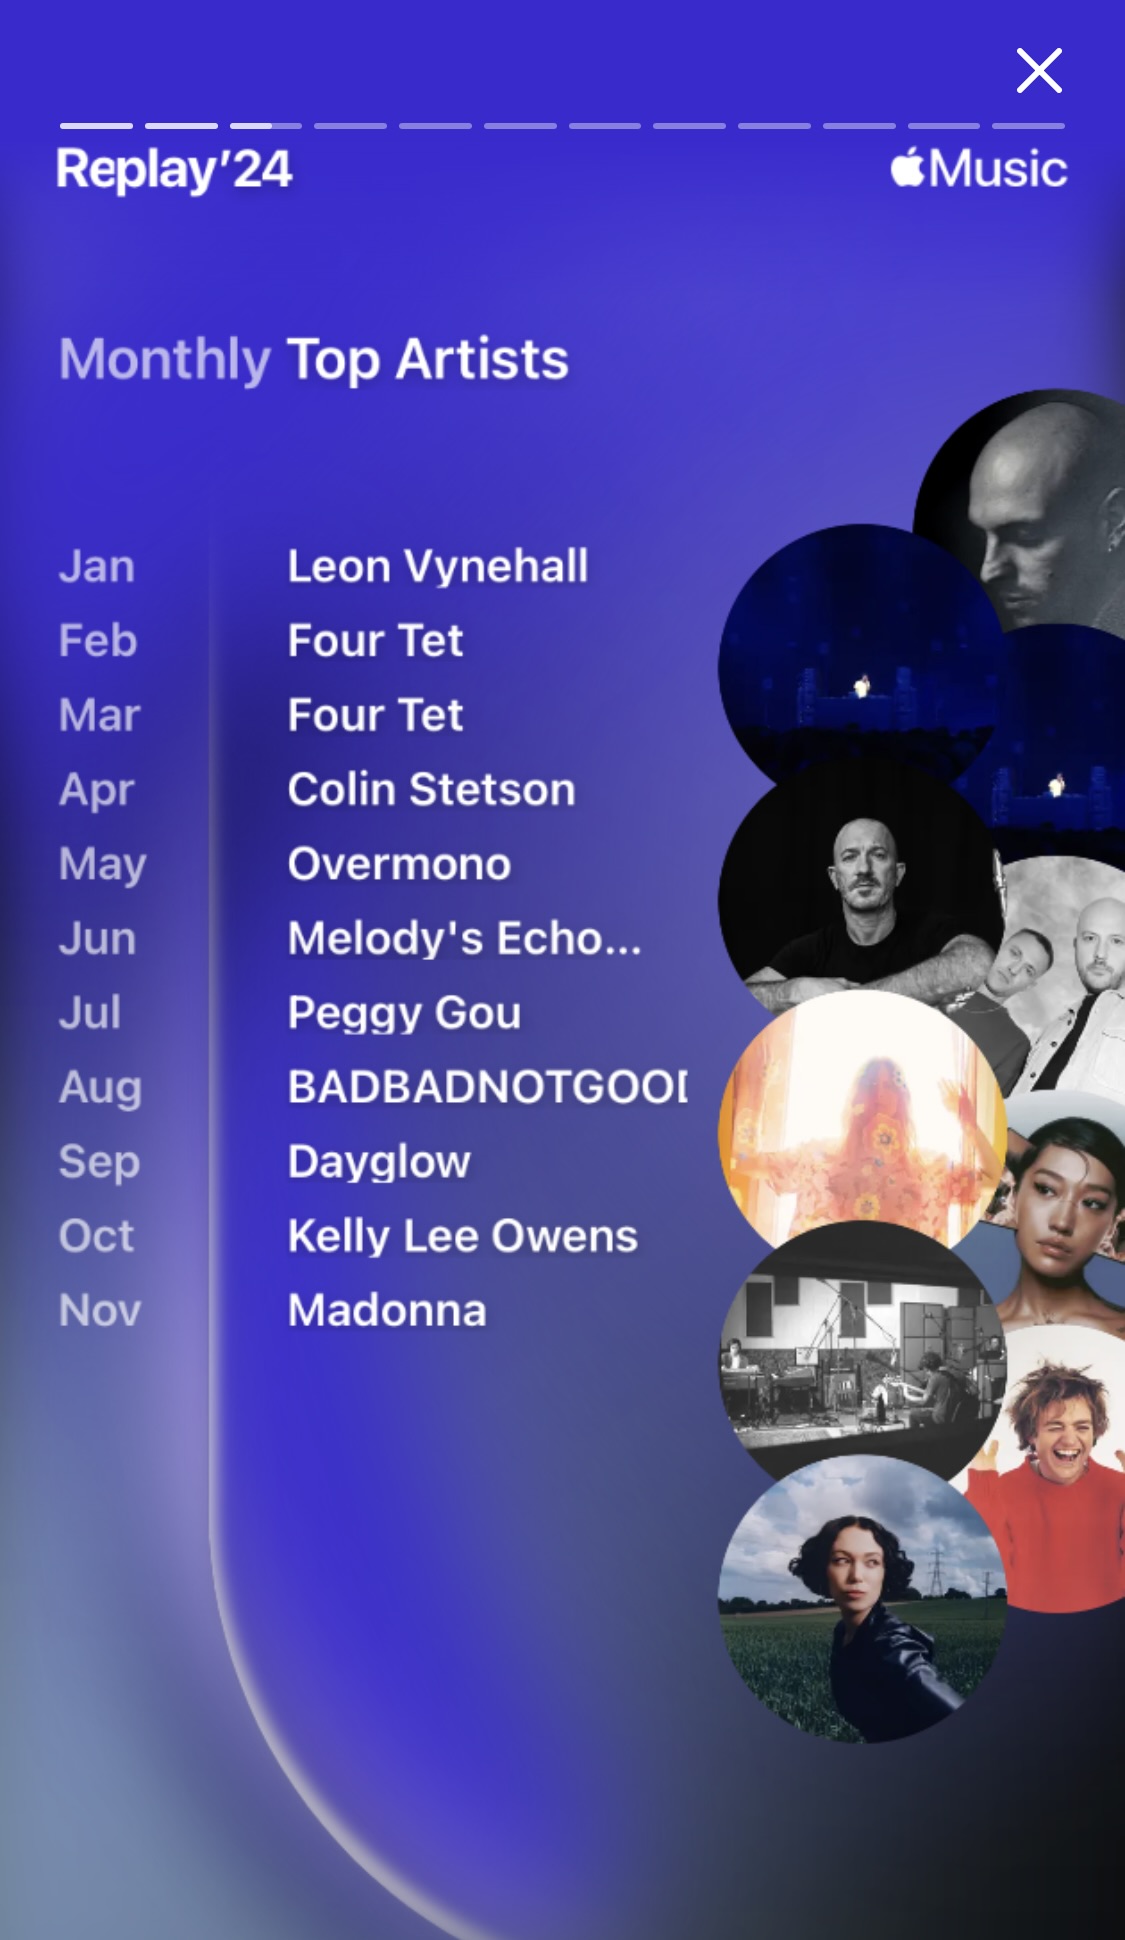 Replay'24 Music
Monthly Top Artists
Jan Leon Vynehall
Feb Four Tet
Mar Four Tet
Apr Colin Stetson
May Overmono
Jun Melody's Echo...
Jul Peggy Gou
Aug BADBADNOTGOOD
Sep Dayglow
Oct Kelly Lee Owens
Nov Madonna